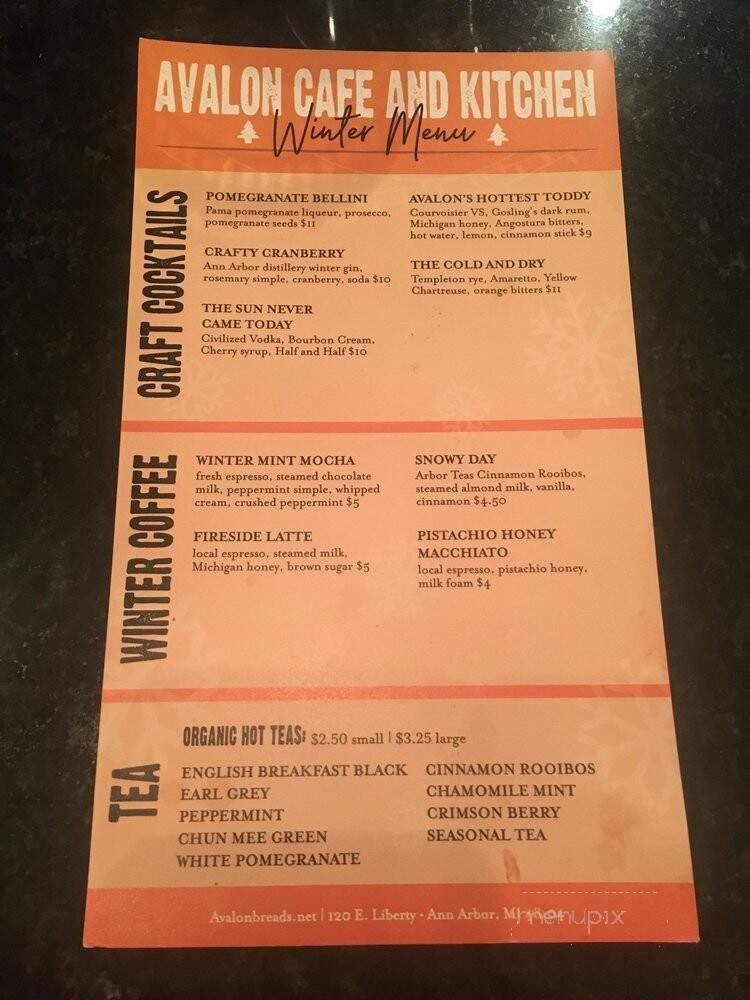 AVALON CAFE AND KITCHEN
Winter Menu
CRAFT COCKTAILS
POMEGRANATE BELLINI
Pama pomegranate liqueur, prosecco,
pomegranate seeds $11
CRAFTY CRANBERRY
Ann Arbor distillery winter gin,
rosemary simple, cranberry, soda $10
THE SUN NEVER
CAME TODAY
Civilized Vodka, Bourbon Cream,
Cherry syrup, Half and Half $10
AVALON'S HOTTEST TODDY
Courvoisier VS, Gosling's dark rum,
Michigan honey, Angostura bitters,
hot water, lemon, cinnamon stick $9
THE COLD AND DRY
Templeton rye, Amaretto, Yellow
Chartreuse, orange bitters $11
WINTER COFFEE
WINTER MINT MOCHA
fresh espresso, steamed chocolate
milk, peppermint simple, whipped
cream, crushed peppermint $5
FIRESIDE LATTE
local espresso, steamed milk,
Michigan honey, brown sugar $5
SNOWY DAY
Arbor Teas Cinnamon Rooibos,
steamed almond milk, vanilla,
cinnamon $4.50
PISTACHIO HONEY
MACCHIATO
local espresso, pistachio honey,
milk foam $4
TEA
ORGANIC HOT TEAS: $2.50 small | $3.25 large
ENGLISH BREAKFAST BLACK
EARL GREY
PEPPERMINT
CHUN MEE GREEN
WHITE POMEGRANATE
CINNAMON ROOIBOS
CHAMOMILE MINT
CRIMSON BERRY
SEASONAL TEA
Avalonbreads.net | 120 E. Liberty • Ann Arbor, MI
menupix